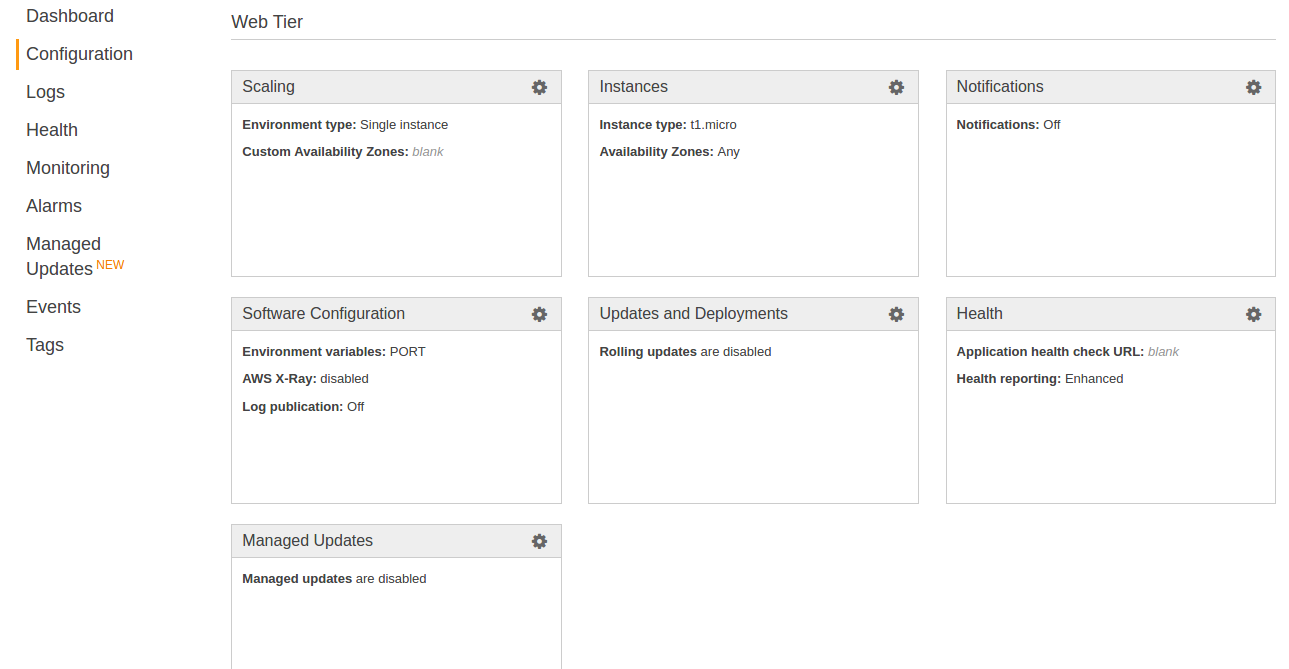 Dashboard
Configuration
Logs
Health
Monitoring
Alarms
Managed
Updates NEW
Events
Tags
Web Tier
Scaling
Environment type: Single instance
Custom Availability Zones: blank
Instances
Instance type: t1.micro
Availability Zones: Any
Notifications
Notifications: Off
Software Configuration
Environment variables: PORT
AWS X-Ray: disabled
Log publication: Off
Updates and Deployments
Rolling updates are disabled
Health
Application health check URL: blank
Health reporting: Enhanced
Managed Updates
Managed updates are disabled